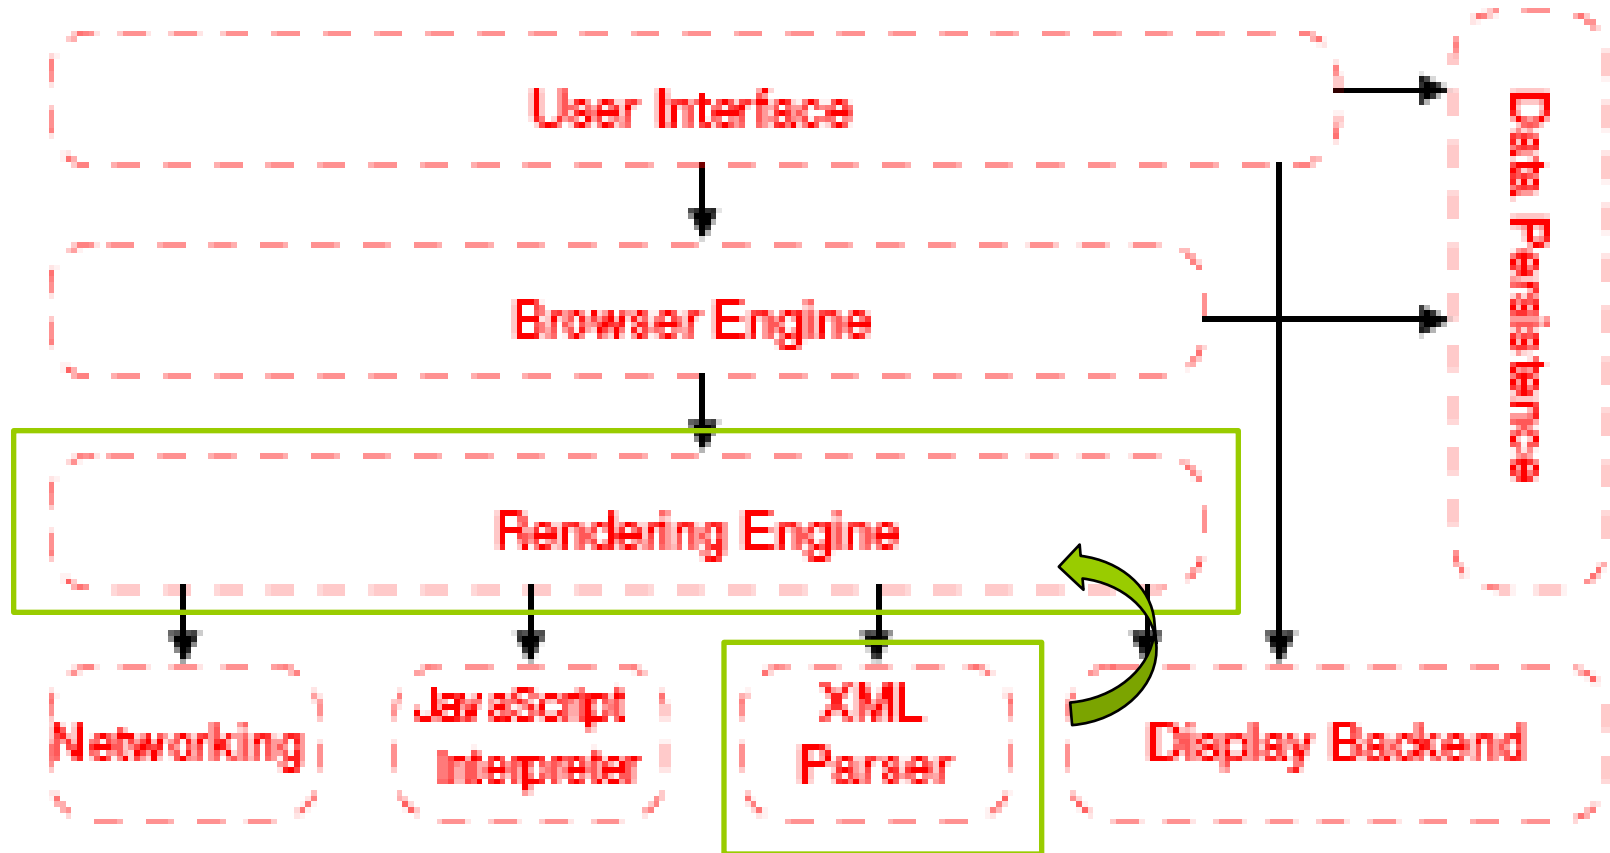 User Interface
Data Persistence
Browser Engine
Rendering Engine
Networking
JavaScript
Interpreter
XML
Parser
Display Backend